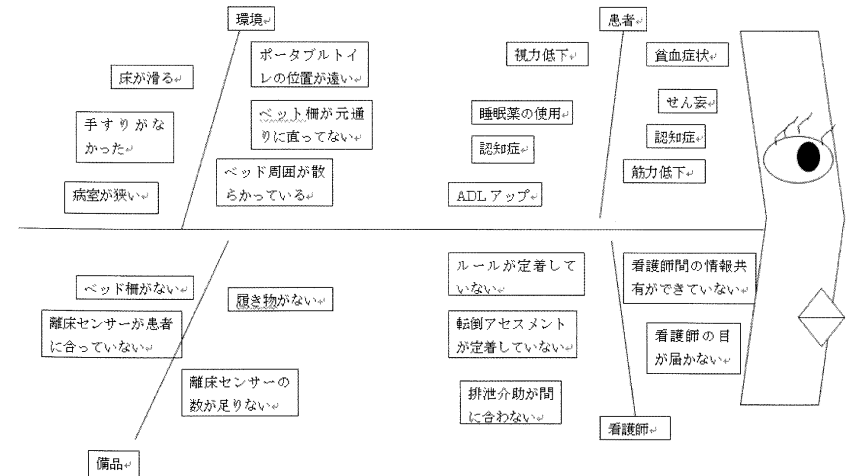 環境
床が滑る
ポータブルトイ
レの位置が遠い
手すりがな
かった
ベット柵が元通
りに直ってない
病室が狭い
ベッド周囲が散
らかっている
患者
視力低下
貧血症状
睡眠薬の使用
せん妄
認知症
認知症
筋力低下
ADLアップ
ベッド柵がない
履き物がない
離床センサーが患者
に合っていない
離床センサーの
数が足りない
備品
ルールが定着して
いない
看護師間の情報共
有ができていない
転倒アセスメント
が定着していない
看護師の目
が届かない
排泄介助が間
に合わない
看護師